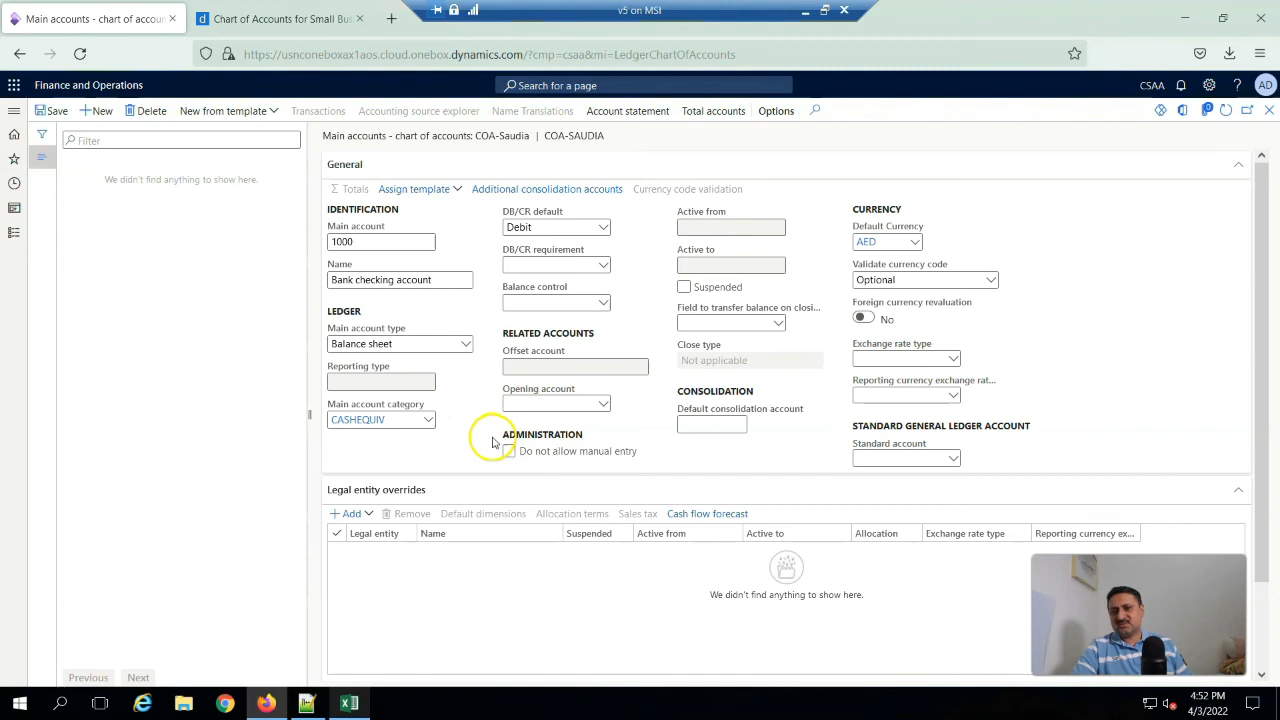 Main accounts - chart of accoun
Chart of Accounts for Small Bus
v5 on MSI
https://usnconeboxax1aos.cloud.onebox.dynamics.com/?cmp=csaa&mi=LedgerChartOfAccounts
Finance and Operations
Search for a page
CSAA
AD
Save
New
Delete
New from template
Transactions
Accounting source explorer
Name Translations
Account statement
Total accounts
Options
0
Filter
We didn't find anything to show here.
Previous
Next
Main accounts - chart of accounts: COA-Saudia | COA-SAUDIA
General
Totals
Assign template
Additional consolidation accounts
Currency code validation
IDENTIFICATION
Main account
1000
Name
Bank checking account
LEDGER
Main account type
Balance sheet
Reporting type
Main account category
CASHEQUIV
DB/CR default
Debit
DB/CR requirement
Balance control
RELATED ACCOUNTS
Offset account
Opening account
ADMINISTRATION
Do not allow manual entry
Active from
Active to
Suspended
Field to transfer balance on closi...
Close type
Not applicable
CONSOLIDATION
Default consolidation account
CURRENCY
Default Currency
AED
Validate currency code
Optional
Foreign currency revaluation
No
Exchange rate type
Reporting currency exchange rat...
STANDARD GENERAL LEDGER ACCOUNT
Standard account
Legal entity overrides
Add
Remove
Default dimensions
Allocation terms
Sales tax
Cash flow forecast
Legal entity
Name
Suspended
Active from
Active to
Allocation
Exchange rate type
Reporting currency ex...
We didn't find anything to show here.
4:52 PM
4/3/2022